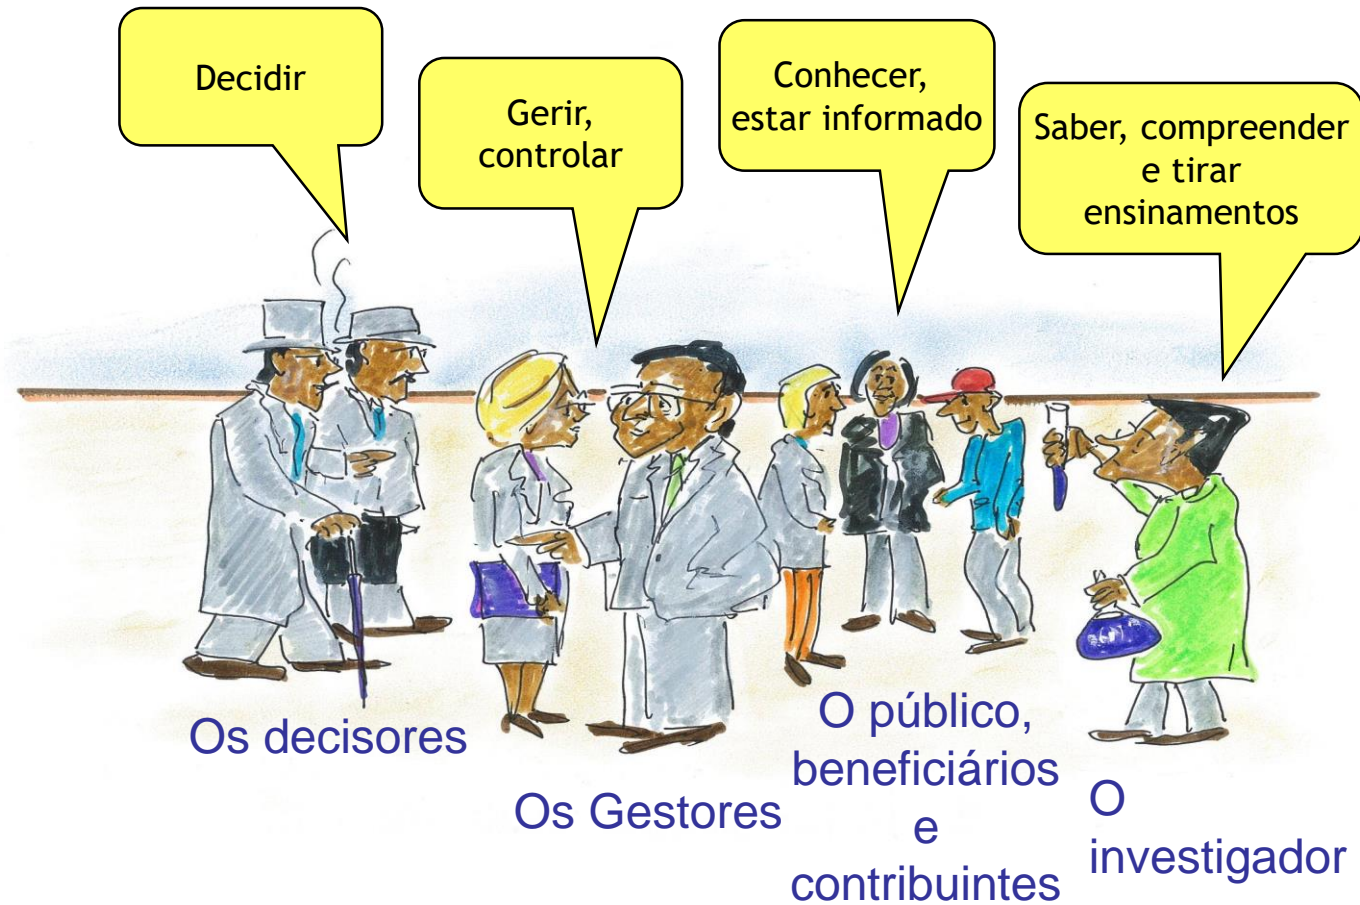 Decidir
Gerir,
controlar
Conhecer,
estar informado
Saber, compreender
e tirar
ensinamentos
Os decisores
Os Gestores
O público,
beneficiários
e
contribuintes
O
investigador